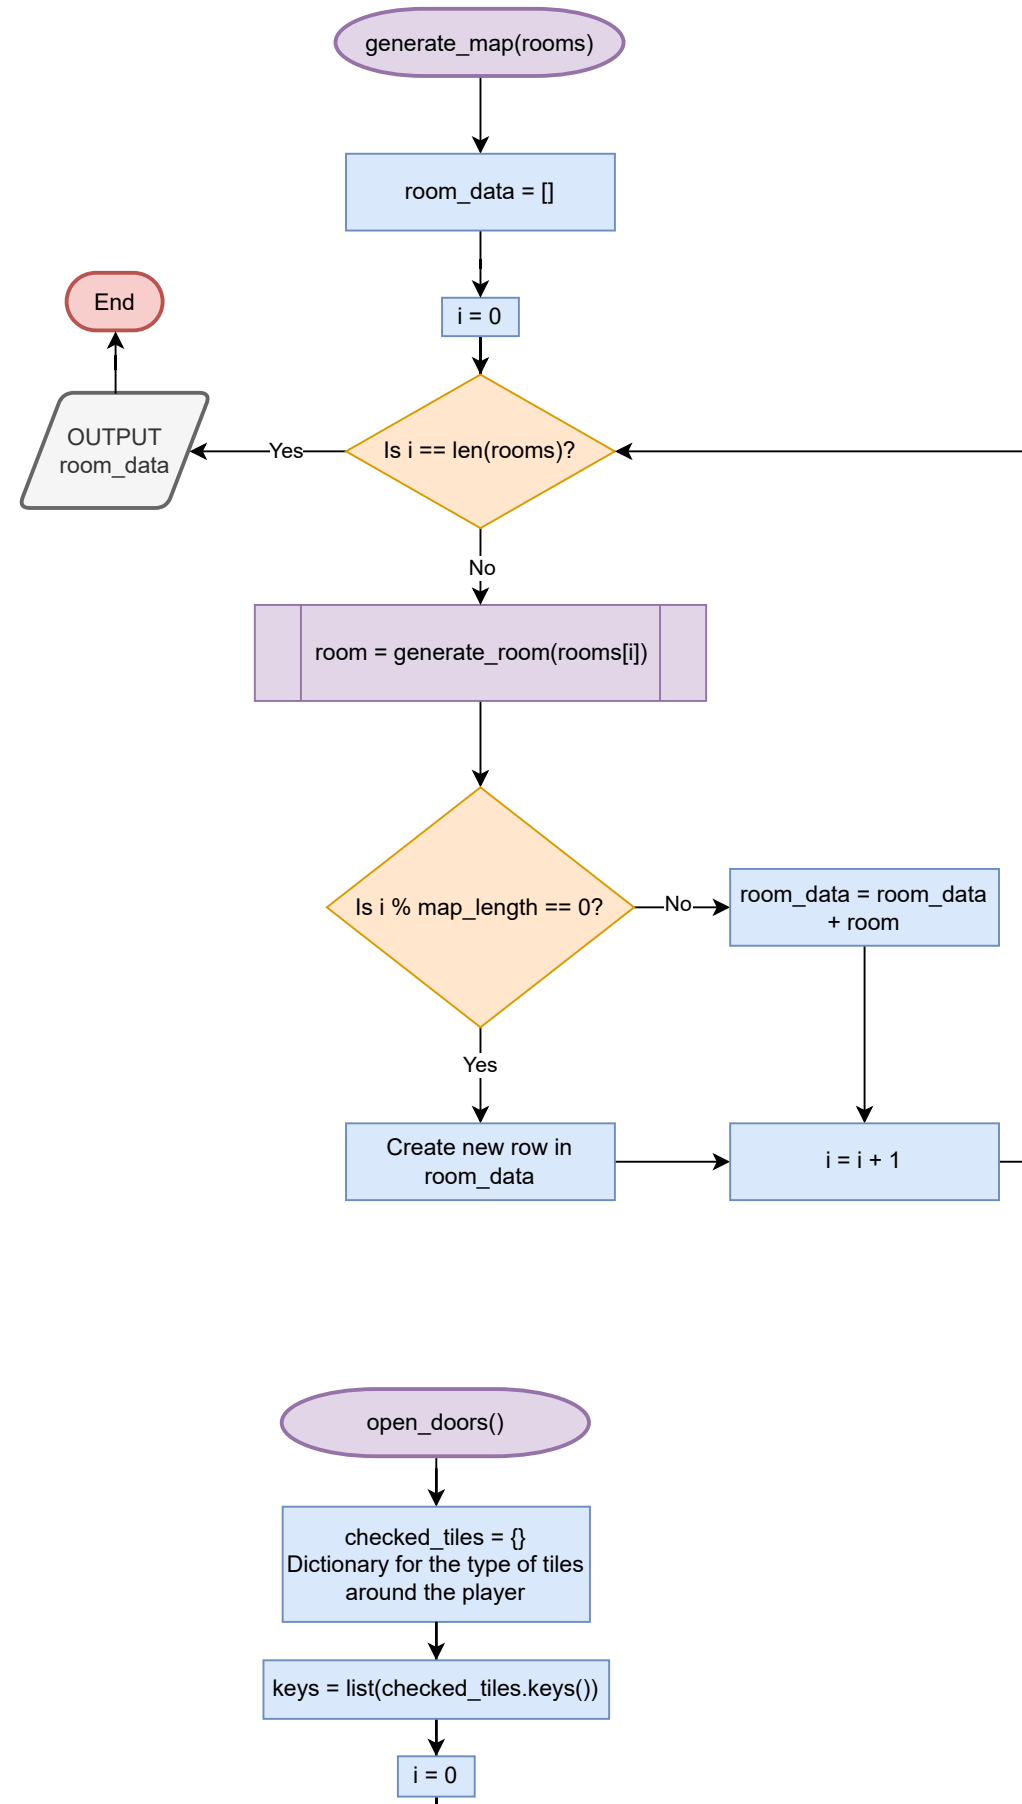 generate_map(rooms)
room_data = []
End
i = 0
OUTPUT
room_data
Yes
Is i == len(rooms)?
No
room = generate_room(rooms[i])
Is i % map_length == 0?
No
room_data = room_data
+ room
Yes
Create new row in
room_data
i = i + 1
open_doors()
checked_tiles = {}
Dictionary for the type of tiles
around the player
keys = list(checked_tiles.keys())
i = 0